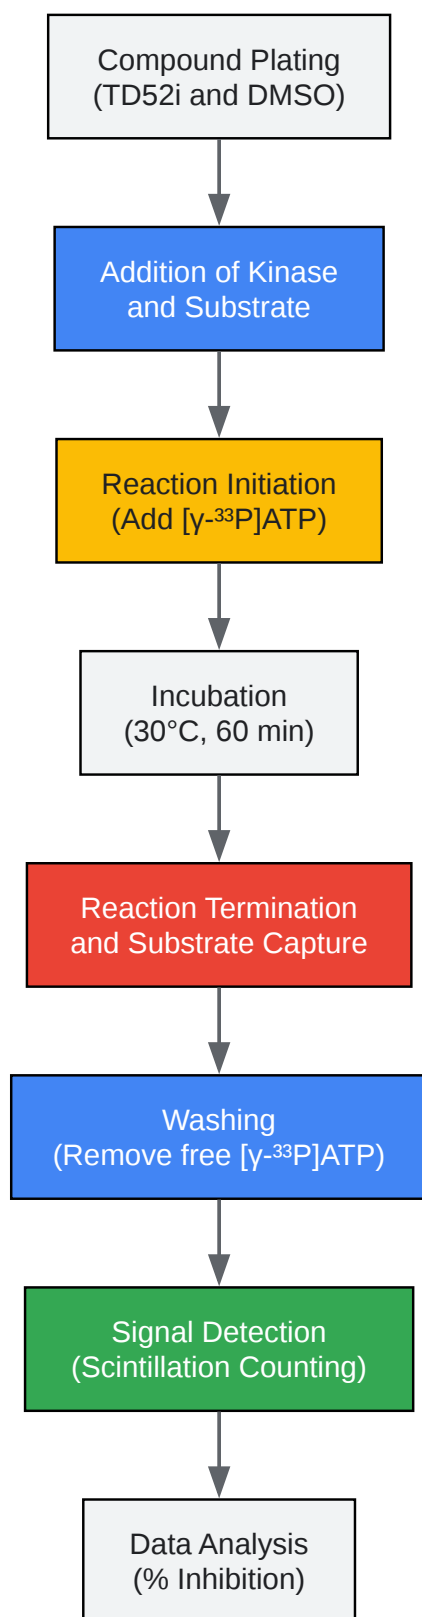 Compound Plating
(TD52i and DMSO)
Addition of Kinase
and Substrate
Reaction Initiation
(Add [γ-³³P]ATP)
Incubation
(30°C, 60 min)
Reaction Termination
and Substrate Capture
Washing
(Remove free [γ-³³P]ATP)
Signal Detection
(Scintillation Counting)
Data Analysis
(% Inhibition)